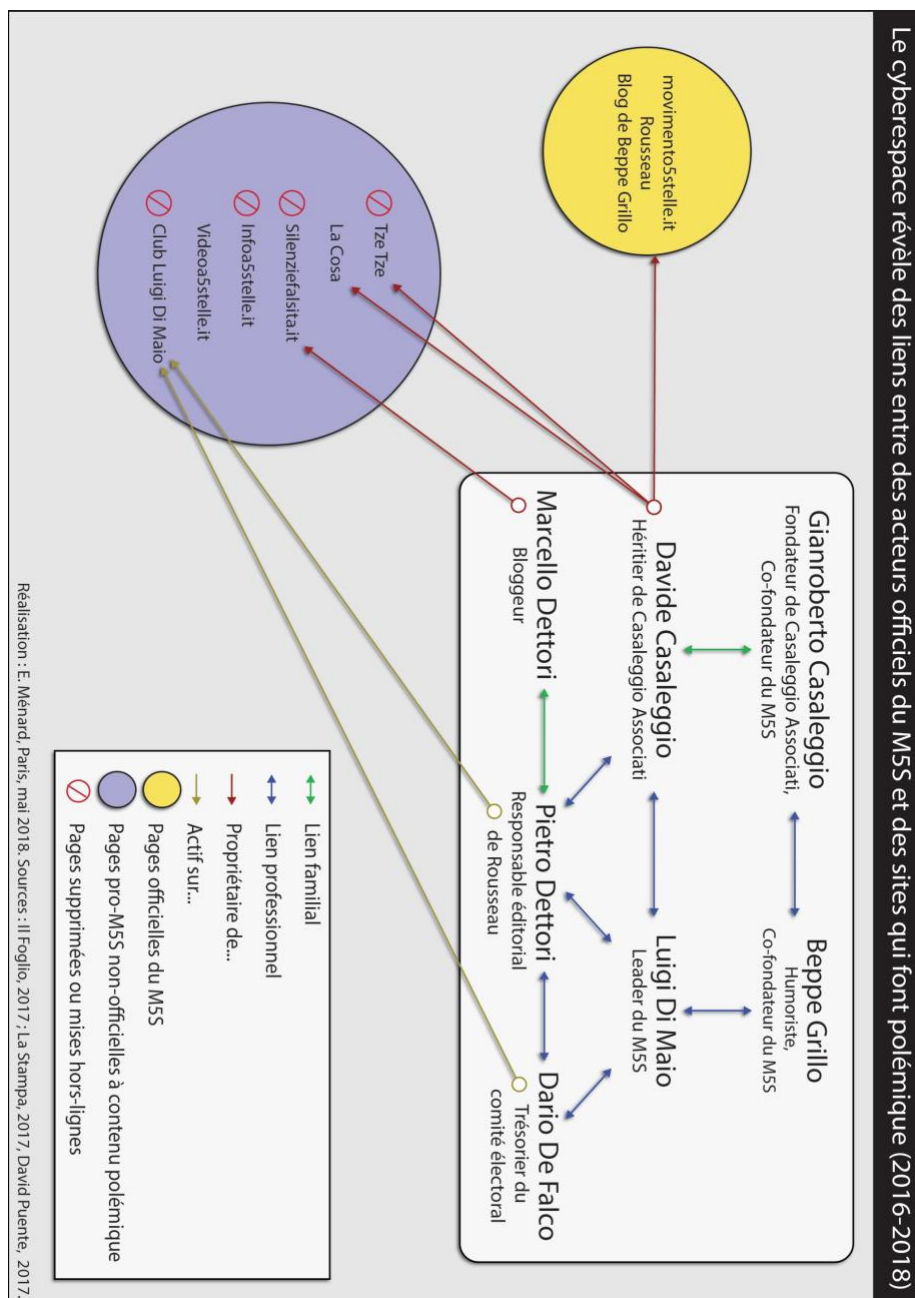 Le cyberespace révèle des liens entre des acteurs officiels du M5S et des sites qui font polémique (2016-2018)
movimento5stelle.it
Rousseau
Blog de Beppe Grillo
Gianroberto Casaleggio
Fondateur de Casaleggio Associati,
Co-fondateur du M5S
Beppe Grillo
Humoriste,
Co-fondateur du M5S
Davide Casaleggio
Héritier de Casaleggio Associati
Luigi Di Maio
Leader du M5S
Marcello Dettori
Bloggeur
Pietro Dettori
Responsable éditorial
de Rousseau
Dario De Falco
Trésorier du
comité électoral
Tze Tze
La Cosa
Silenziefalsita.it
Infoa5stelle.it
Videoa5stelle.it
Club Luigi Di Maio
Lien familial
Lien professionnel
Propriétaire de...
Actif sur...
Pages officielles du M5S
Pages pro-M5S non-officielles à contenu polémique
Pages supprimées ou mises hors-lignes
Réalisation : E. Ménard, Paris, mai 2018. Sources : Il Foglio, 2017 ; La Stampa, 2017, David Puente, 2017.